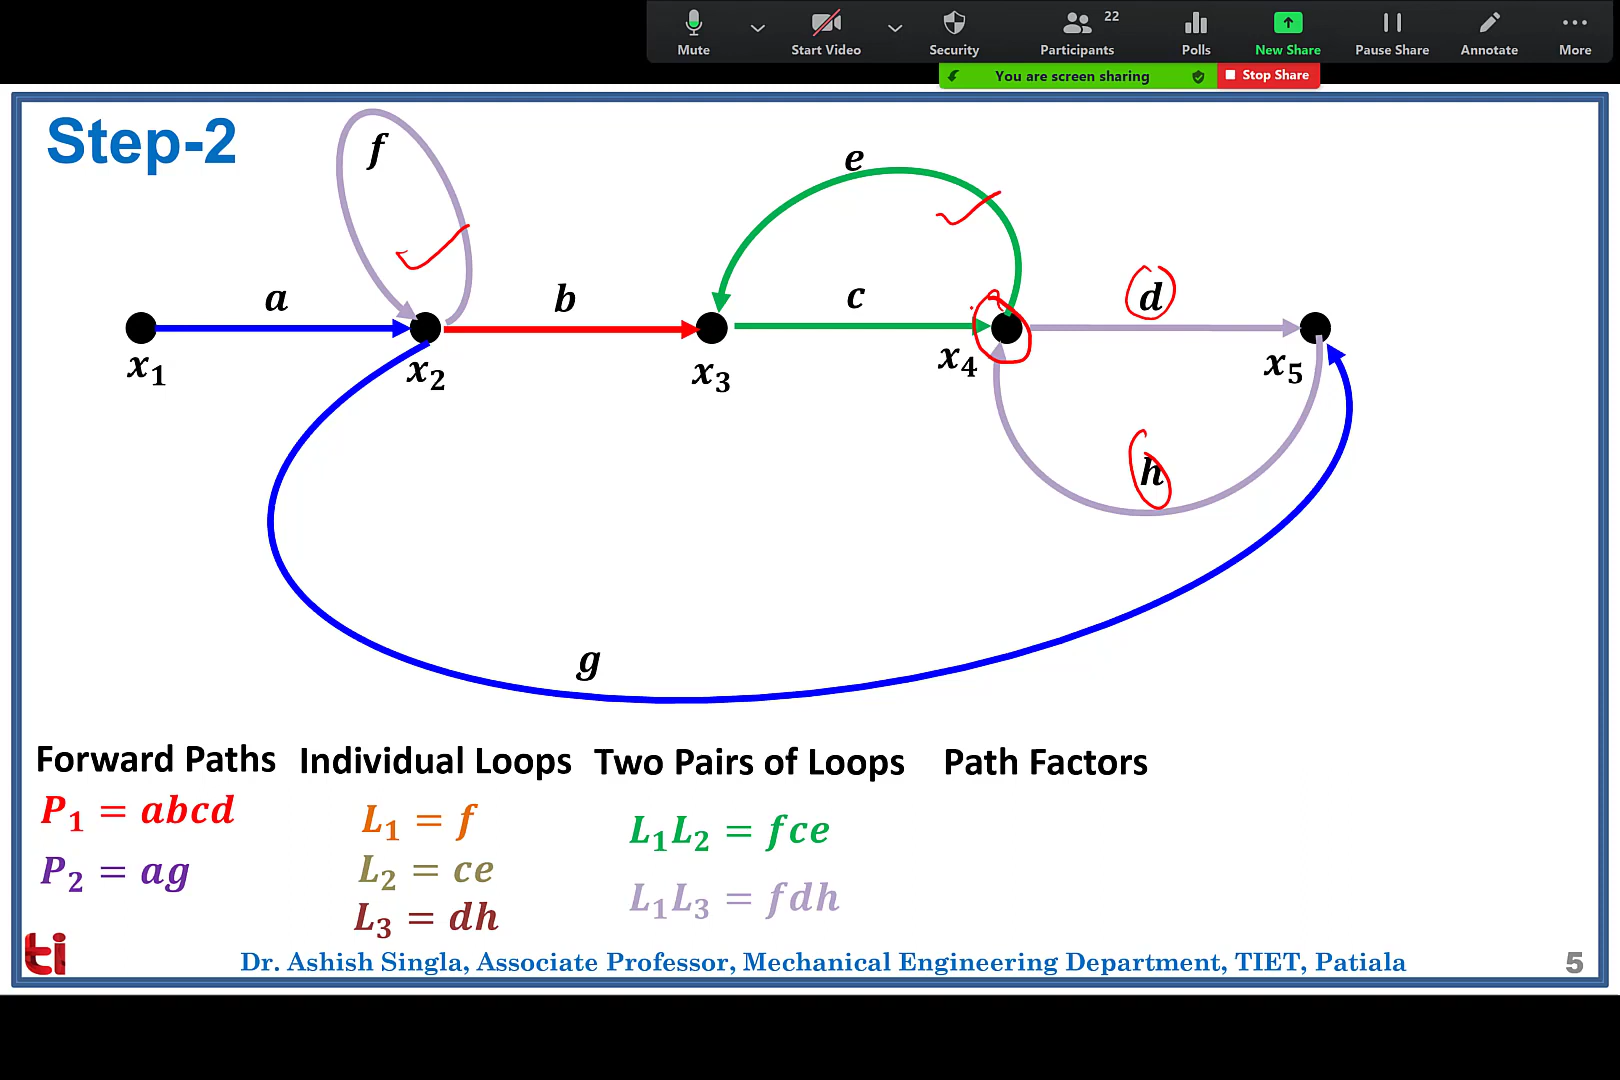 Mute
Start Video
Security
Participants 22
Polls
New Share
Pause Share
Annotate
More
You are screen sharing
Stop Share
Step-2
f
e
a
b
c
d
x₁
x₂
x₃
x₄
x₅
h
g
Forward Paths Individual Loops Two Pairs of Loops Path Factors
P₁ = abcd
P₂ = ag
L₁ = f
L₂ = ce
L₃ = dh
L₁L₂ = fce
L₁L₃ = fdh
ti
Dr. Ashish Singla, Associate Professor, Mechanical Engineering Department, TIET, Patiala
5